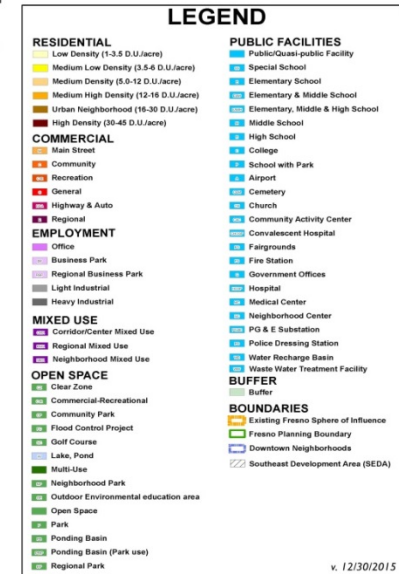 LEGEND
RESIDENTIAL
Low Density (1-3.5 D.U./acre)
Medium Low Density (3.5-6 D.U./acre)
Medium Density (5.0-12 D.U./acre)
Medium High Density (12-16 D.U./acre)
Urban Neighborhood (16-30 D.U./acre)
High Density (30-45 D.U./acre)
COMMERCIAL
Main Street
Community
Recreation
General
Highway & Auto
Regional
EMPLOYMENT
Office
Business Park
Regional Business Park
Light Industrial
Heavy Industrial
MIXED USE
Corridor/Center Mixed Use
Regional Mixed Use
Neighborhood Mixed Use
OPEN SPACE
Clear Zone
Commercial-Recreational
Community Park
Flood Control Project
Golf Course
Lake, Pond
Multi-Use
Neighborhood Park
Outdoor Environmental education area
Open Space
Park
Ponding Basin
Ponding Basin (Park use)
Regional Park
PUBLIC FACILITIES
Public/Quasi-public Facility
Special School
Elementary School
Elementary & Middle School
Elementary, Middle & High School
Middle School
High School
College
School with Park
Airport
Cemetery
Church
Community Activity Center
Convalescent Hospital
Fairgrounds
Fire Station
Government Offices
Hospital
Medical Center
Neighborhood Center
PG & E Substation
Police Dressing Station
Water Recharge Basin
Waste Water Treatment Facility
BUFFER
Buffer
BOUNDARIES
Existing Fresno Sphere of Influence
Fresno Planning Boundary
Downtown Neighborhoods
Southeast Development Area (SEDA)
v. 12/30/2015